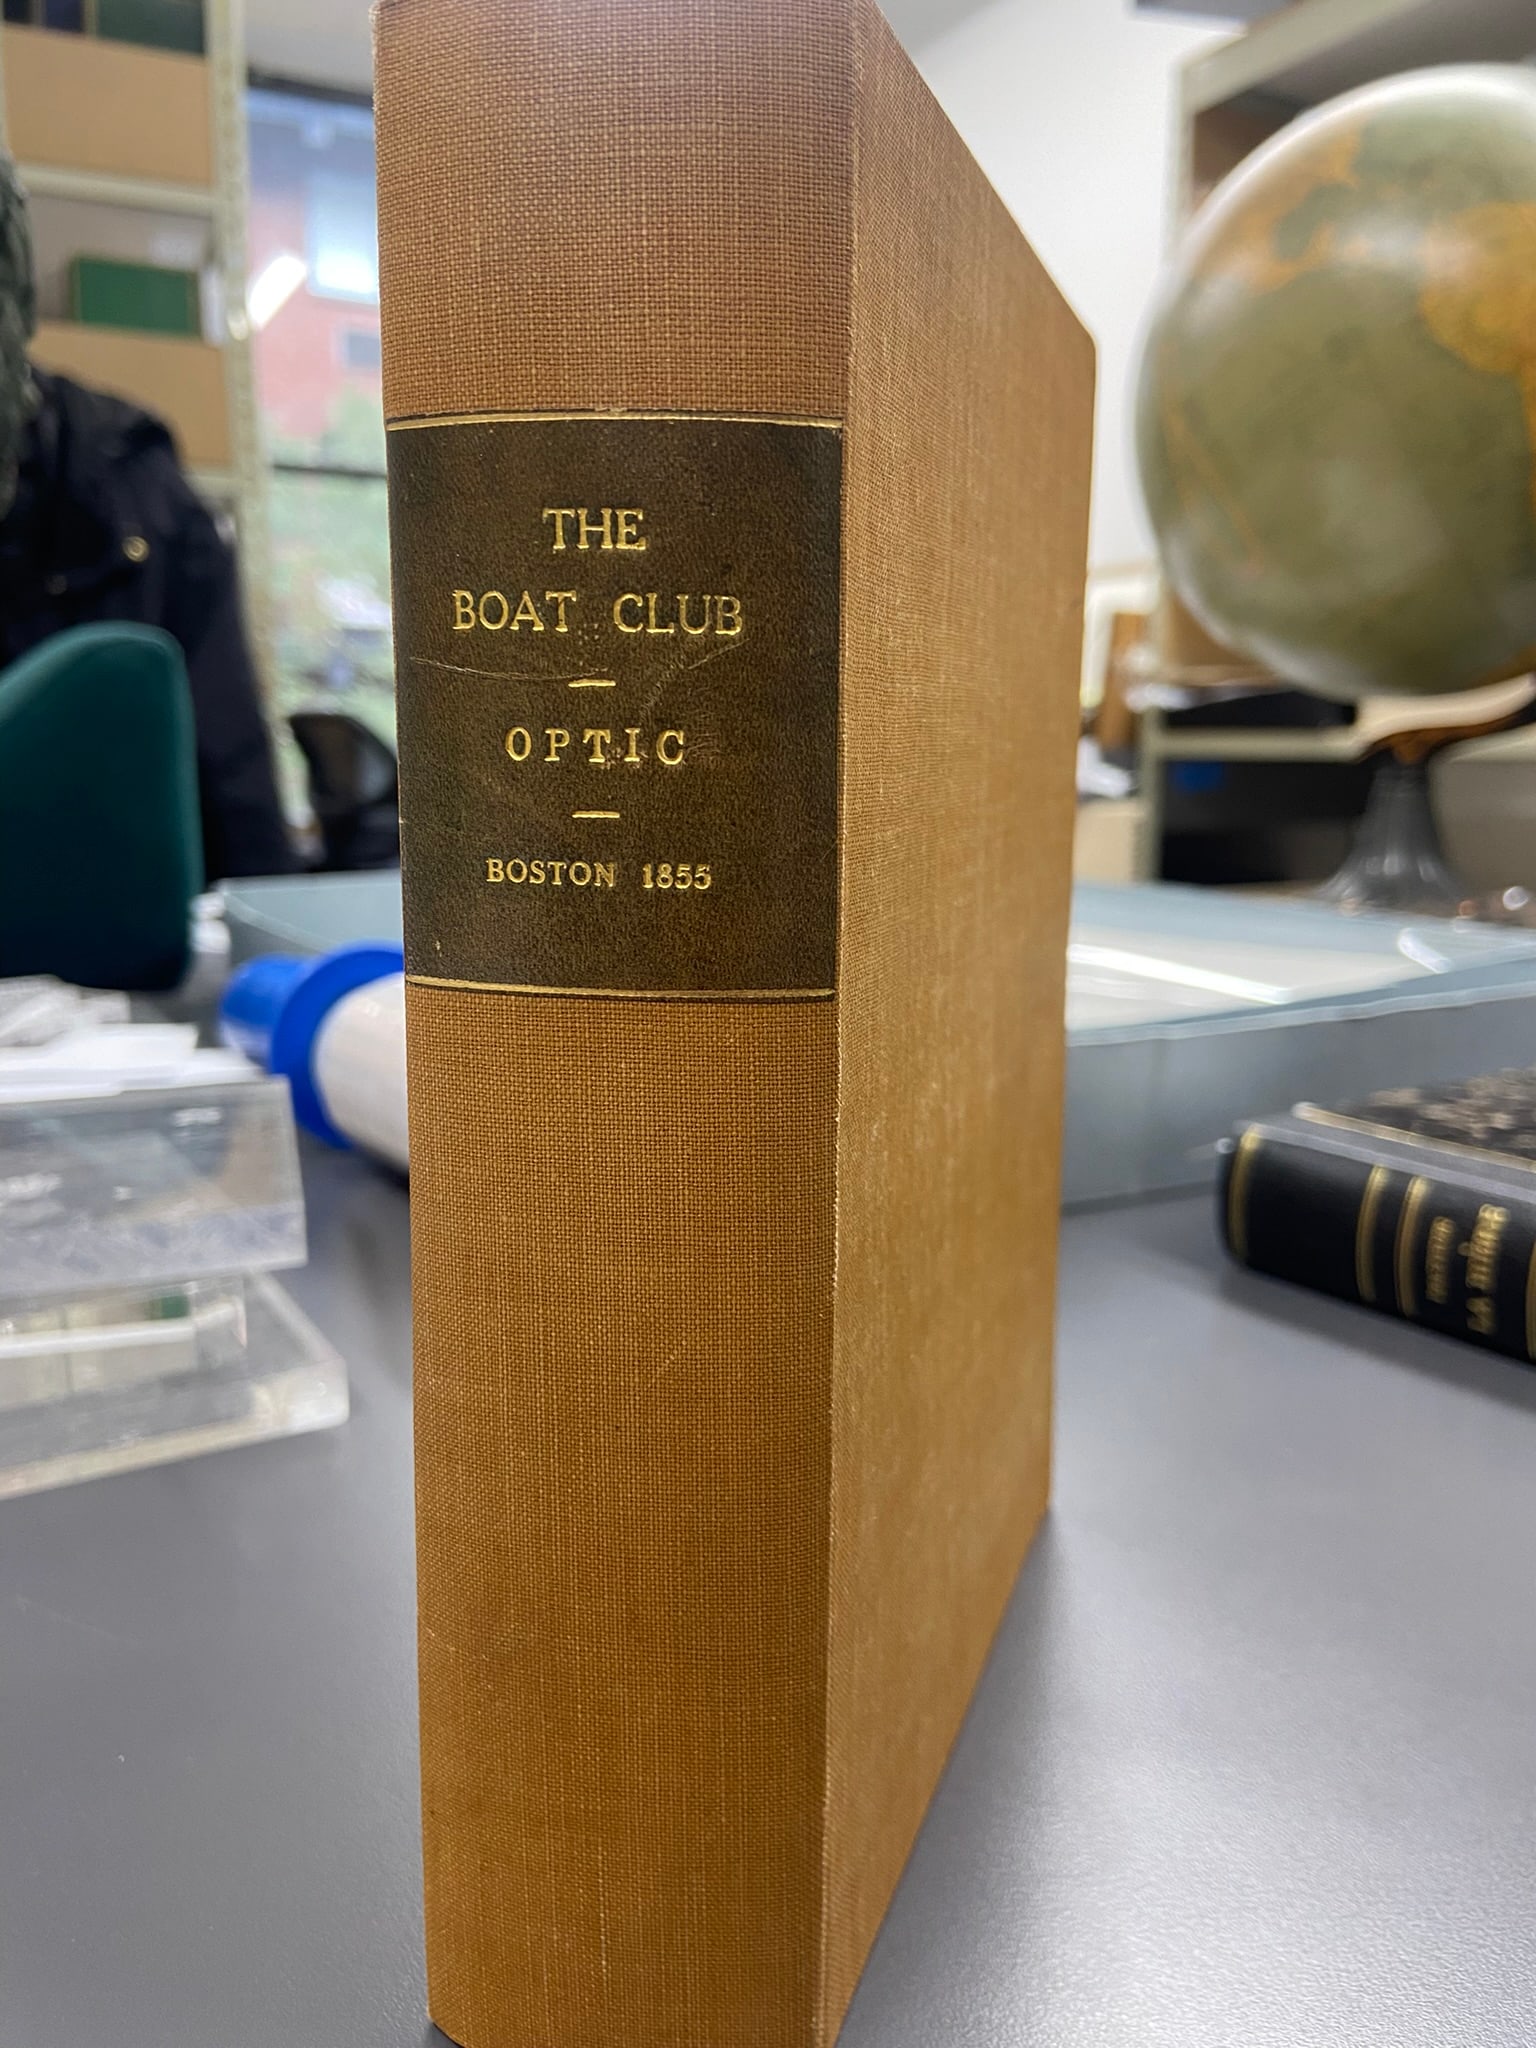 THE
BOAT CLUB
OPTIC
BOSTON 1855